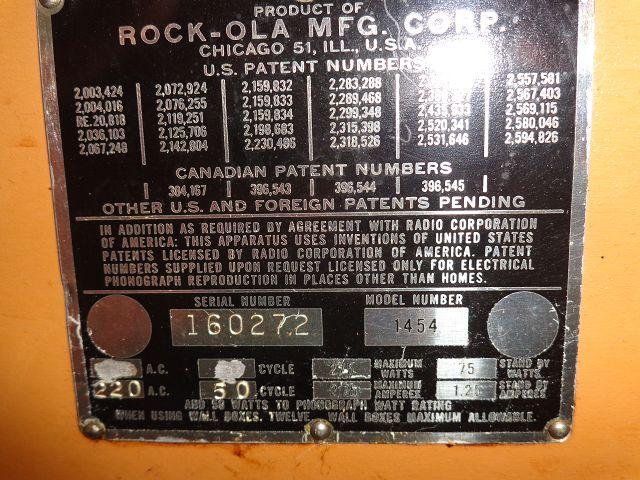 PRODUCT OF
ROCK-OLA MFG. CORP.
CHICAGO 51, ILL., U.S.A.
U.S. PATENT NUMBERS
2,003,424 2,072,924 2,159,832 2,283,288 2,557,581
2,004,016 2,076,255 2,159,833 2,289,468 2,567,403
RE.20,818 2,119,251 2,159,834 2,299,348 2,569,115
2,036,103 2,125,706 2,198,683 2,315,398 2,520,341 2,580,046
2,067,248 2,142,804 2,230,496 2,318,526 2,531,646 2,594,826
CANADIAN PATENT NUMBERS
384,167 396,543 396,544 396,545
OTHER U.S. AND FOREIGN PATENTS PENDING
IN ADDITION AS REQUIRED BY AGREEMENT WITH RADIO CORPORATION
OF AMERICA: THIS APPARATUS USES INVENTIONS OF UNITED STATES
PATENTS LICENSED BY RADIO CORPORATION OF AMERICA. PATENT
NUMBERS SUPPLIED UPON REQUEST LICENSED ONLY FOR ELECTRICAL
PHONOGRAPH REPRODUCTION IN PLACES OTHER THAN HOMES.
SERIAL NUMBER MODEL NUMBER
160272 1454
A.C. CYCLE MAXIMUM WATTS 75 STAND BY WATTS
220 A.C. 50 CYCLE MAXIMUM AMPERES STAND BY AMPERES
ADD 50 WATTS TO PHONOGRAPH WATT RATING
WHEN USING WALL BOXES. TWELVE WALL BOXES MAXIMUM ALLOWABLE.